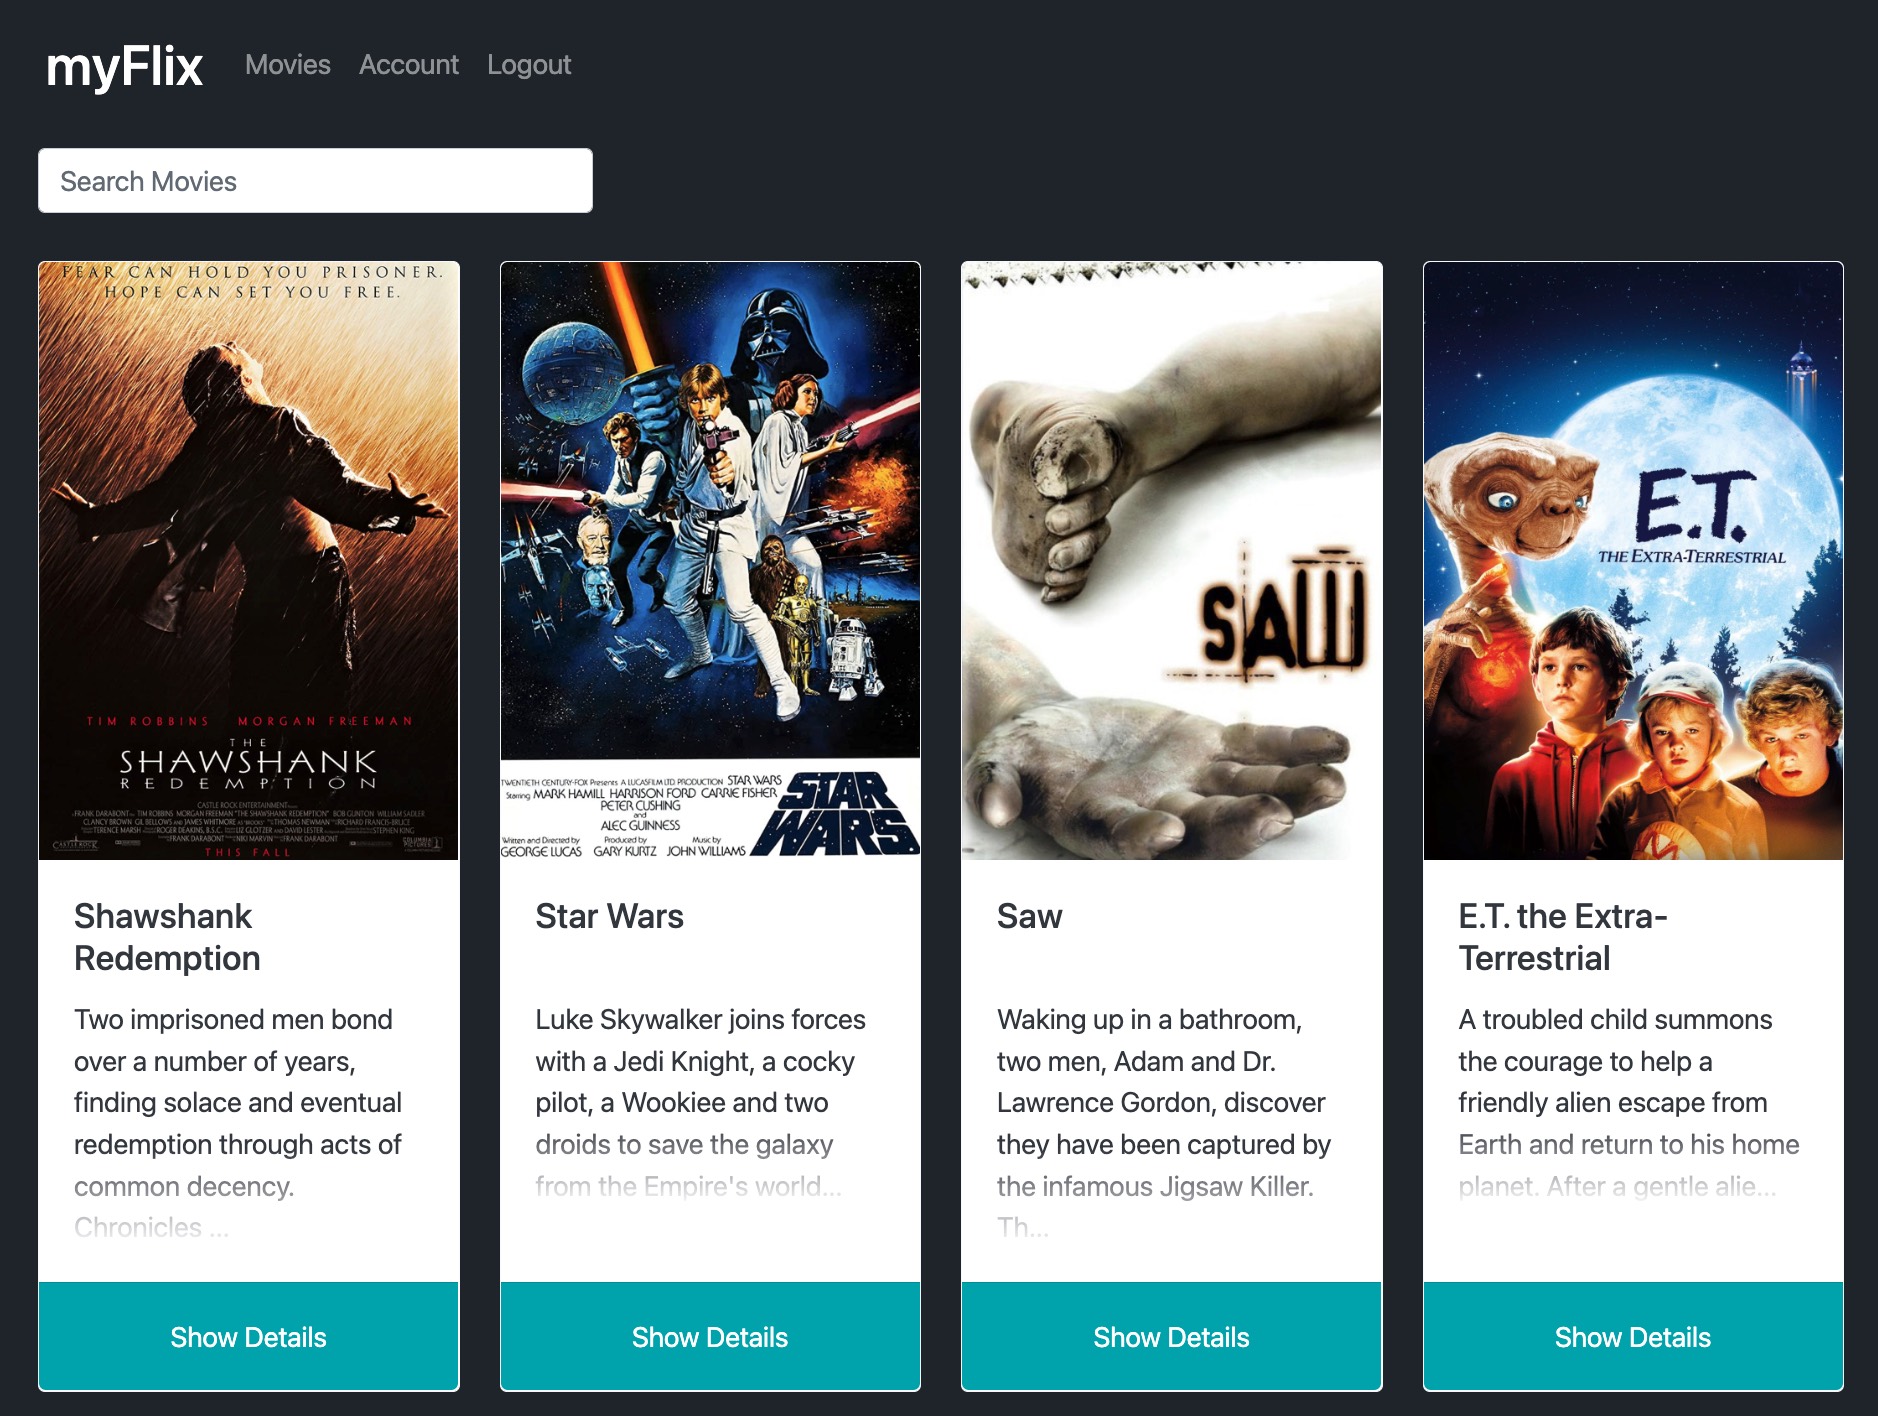 myFlix Movies Account Logout
Search Movies
FEAR CAN HOLD YOU PRISONER.
HOPE CAN SET YOU FREE.
TIM ROBBINS MORGAN FREEMAN
THE
SHAWSHANK
REDEMPTION
CASTLE ROCK ENTERTAINMENT
THIS FALL
Shawshank
Redemption
Two imprisoned men bond
over a number of years,
finding solace and eventual
redemption through acts of
common decency.
Chronicles ...
Show Details
TWENTIETH CENTURY-FOX Presents A LUCASFILM LTD. PRODUCTION STAR WARS
Starring MARK HAMILL HARRISON FORD CARRIE FISHER
PETER CUSHING
and
ALEC GUINNESS
Written and Directed by
GEORGE LUCAS
Produced by
GARY KURTZ
Music by
JOHN WILLIAMS
STAR
WARS
Star Wars
Luke Skywalker joins forces
with a Jedi Knight, a cocky
pilot, a Wookiee and two
droids to save the galaxy
from the Empire's world...
Show Details
SAW
Saw
Waking up in a bathroom,
two men, Adam and Dr.
Lawrence Gordon, discover
they have been captured by
the infamous Jigsaw Killer.
Th...
Show Details
E.T.
THE EXTRA-TERRESTRIAL
E.T. the Extra-
Terrestrial
A troubled child summons
the courage to help a
friendly alien escape from
Earth and return to his home
planet. After a gentle alie...
Show Details